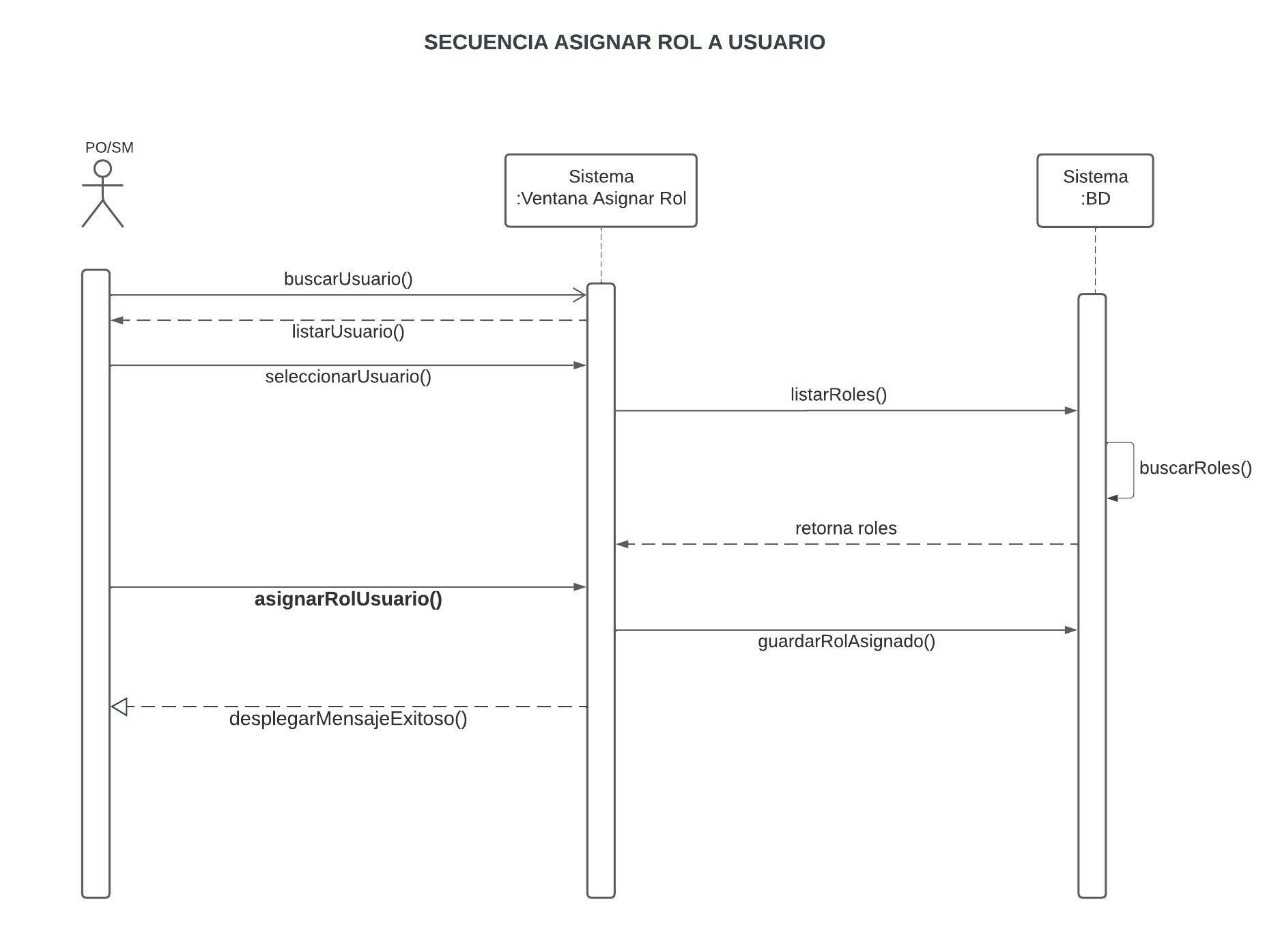 SECUENCIA ASIGNAR ROL A USUARIO
PO/SM
Sistema
:Ventana Asignar Rol
Sistema
:BD
buscarUsuario()
listarUsuario()
seleccionarUsuario()
listarRoles()
buscarRoles()
retorna roles
asignarRolUsuario()
guardarRolAsignado()
desplegarMensajeExitoso()